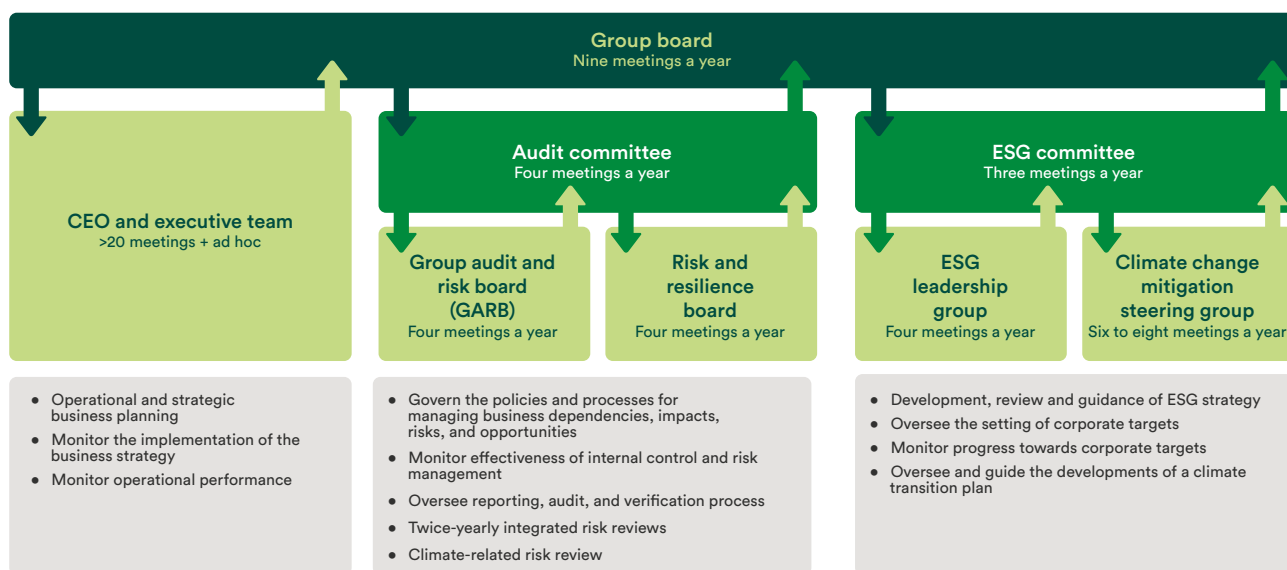 Group board
Nine meetings a year
CEO and executive team
>20 meetings + ad hoc
Audit committee
Four meetings a year
ESG committee
Three meetings a year
Group audit and
risk board
(GARB)
Four meetings a year
Risk and
resilience
board
Four meetings a year
ESG
leadership
group
Four meetings a year
Climate change
mitigation
steering group
Six to eight meetings a year
• Operational and strategic
business planning
• Monitor the implementation of the
business strategy
• Monitor operational performance
• Govern the policies and processes for
managing business dependencies, impacts,
risks, and opportunities
• Monitor effectiveness of internal control and risk
management
• Oversee reporting, audit, and verification process
• Twice-yearly integrated risk reviews
• Climate-related risk review
• Development, review and guidance of ESG strategy
• Oversee the setting of corporate targets
• Monitor progress towards corporate targets
• Oversee and guide the developments of a climate
transition plan